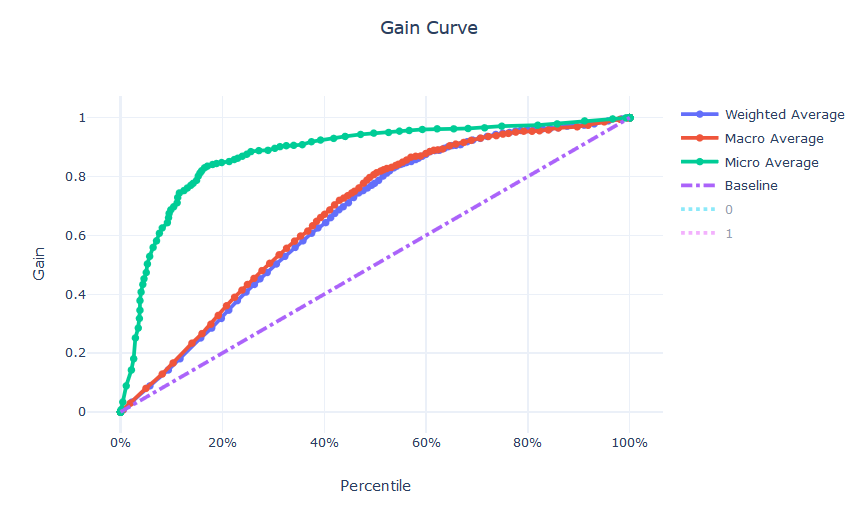 Gain Curve
1
0.8
0.6
0.4
0.2
0
Gain
0%
20%
40%
60%
80%
100%
Percentile
Weighted Average
Macro Average
Micro Average
Baseline
0
1